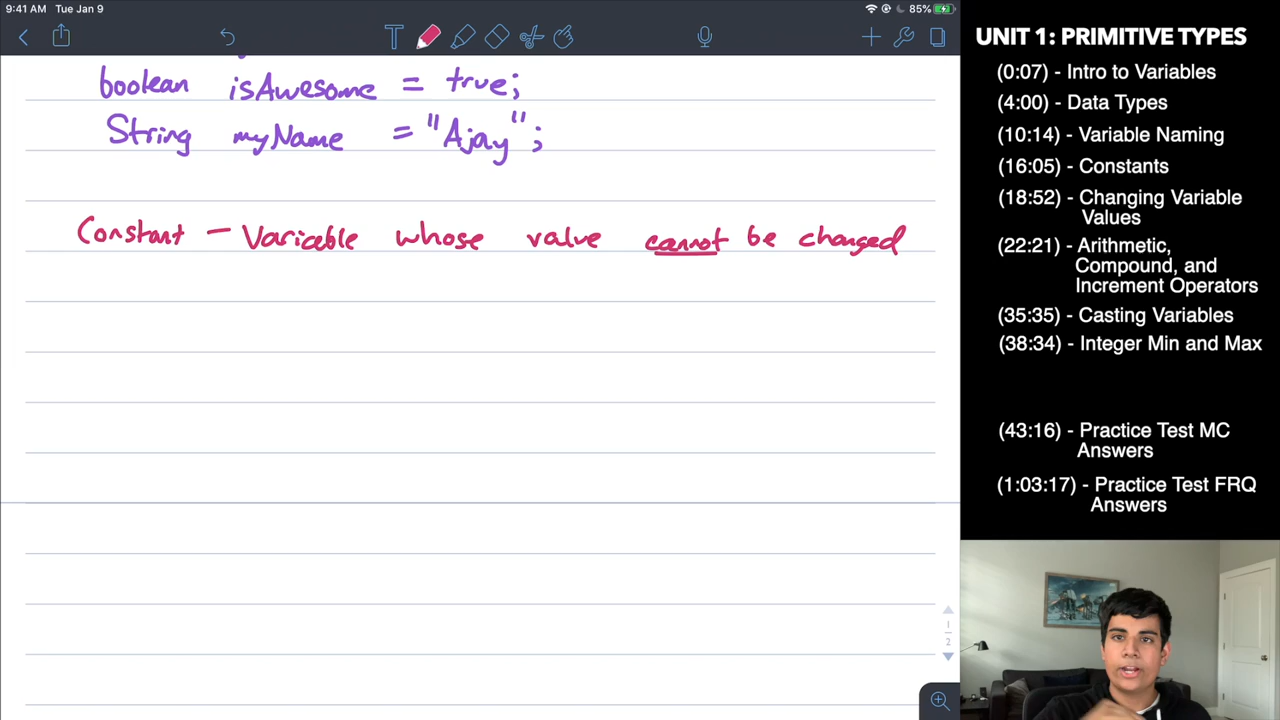 9:41 AM Tue Jan 9
85%
T
boolean isAwesome = true;
String myName = "Ajay";
Constant – Variable whose value cannot be changed
1
2
UNIT 1: PRIMITIVE TYPES
(0:07) - Intro to Variables
(4:00) - Data Types
(10:14) - Variable Naming
(16:05) - Constants
(18:52) - Changing Variable
Values
(22:21) - Arithmetic,
Compound, and
Increment Operators
(35:35) - Casting Variables
(38:34) - Integer Min and Max
(43:16) - Practice Test MC
Answers
(1:03:17) - Practice Test FRQ
Answers